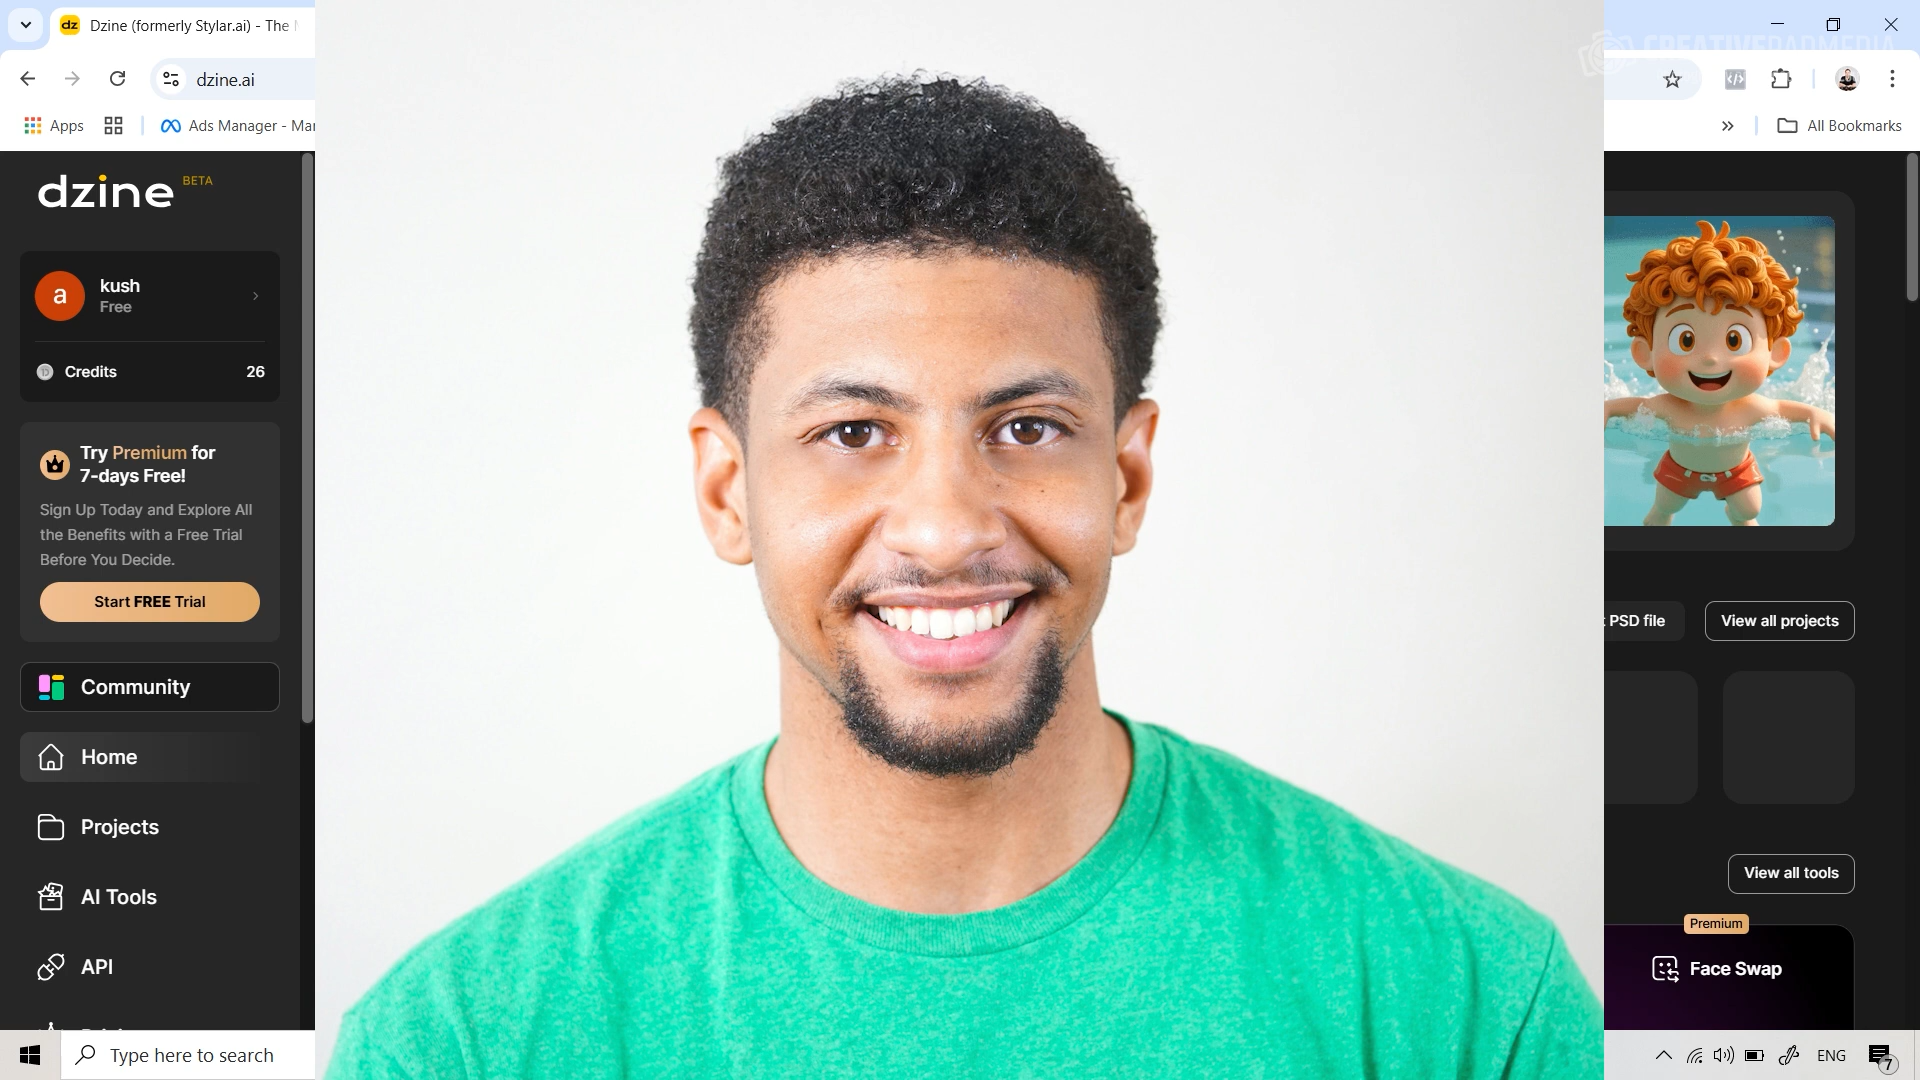 Dzine (formerly Stylar.ai) - The
CREATIVEPADMEDIA
dzine.ai
Apps
Ads Manager - Mar
All Bookmarks
dzine BETA
a
kush
Free
Credits 26
Try Premium for
7-days Free!
Sign Up Today and Explore All
the Benefits with a Free Trial
Before You Decide.
Start FREE Trial
PSD file
View all projects
Community
Home
Projects
AI Tools
View all tools
Premium
Face Swap
API
Type here to search
ENG
7